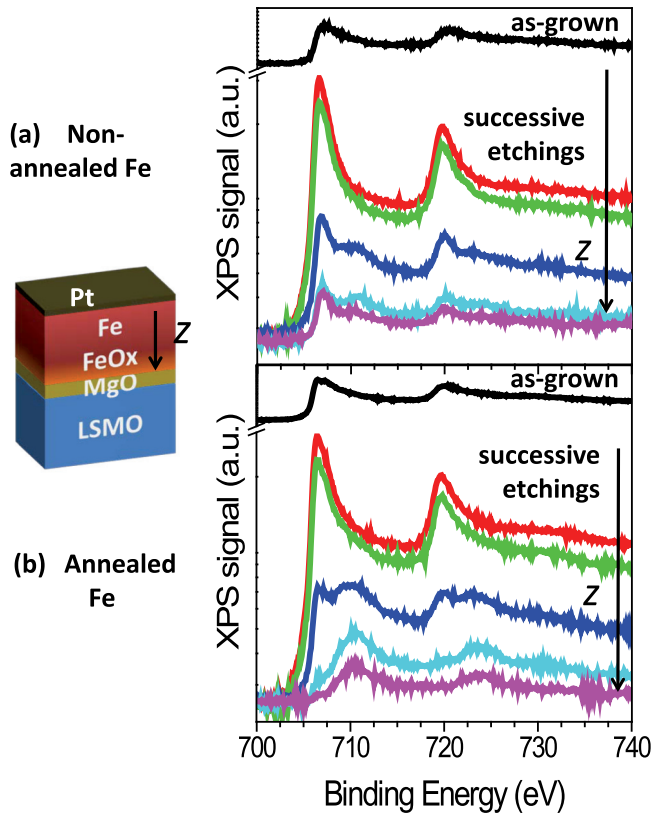 (a) Non-
annealed Fe
Pt
Fe
Z
FeOx
MgO
LSMO
(b) Annealed
Fe
XPS signal (a.u.)
as-grown
successive
etchings
Z
XPS signal (a.u.)
as-grown
successive
etchings
Z
700 710 720 730 740
Binding Energy (eV)